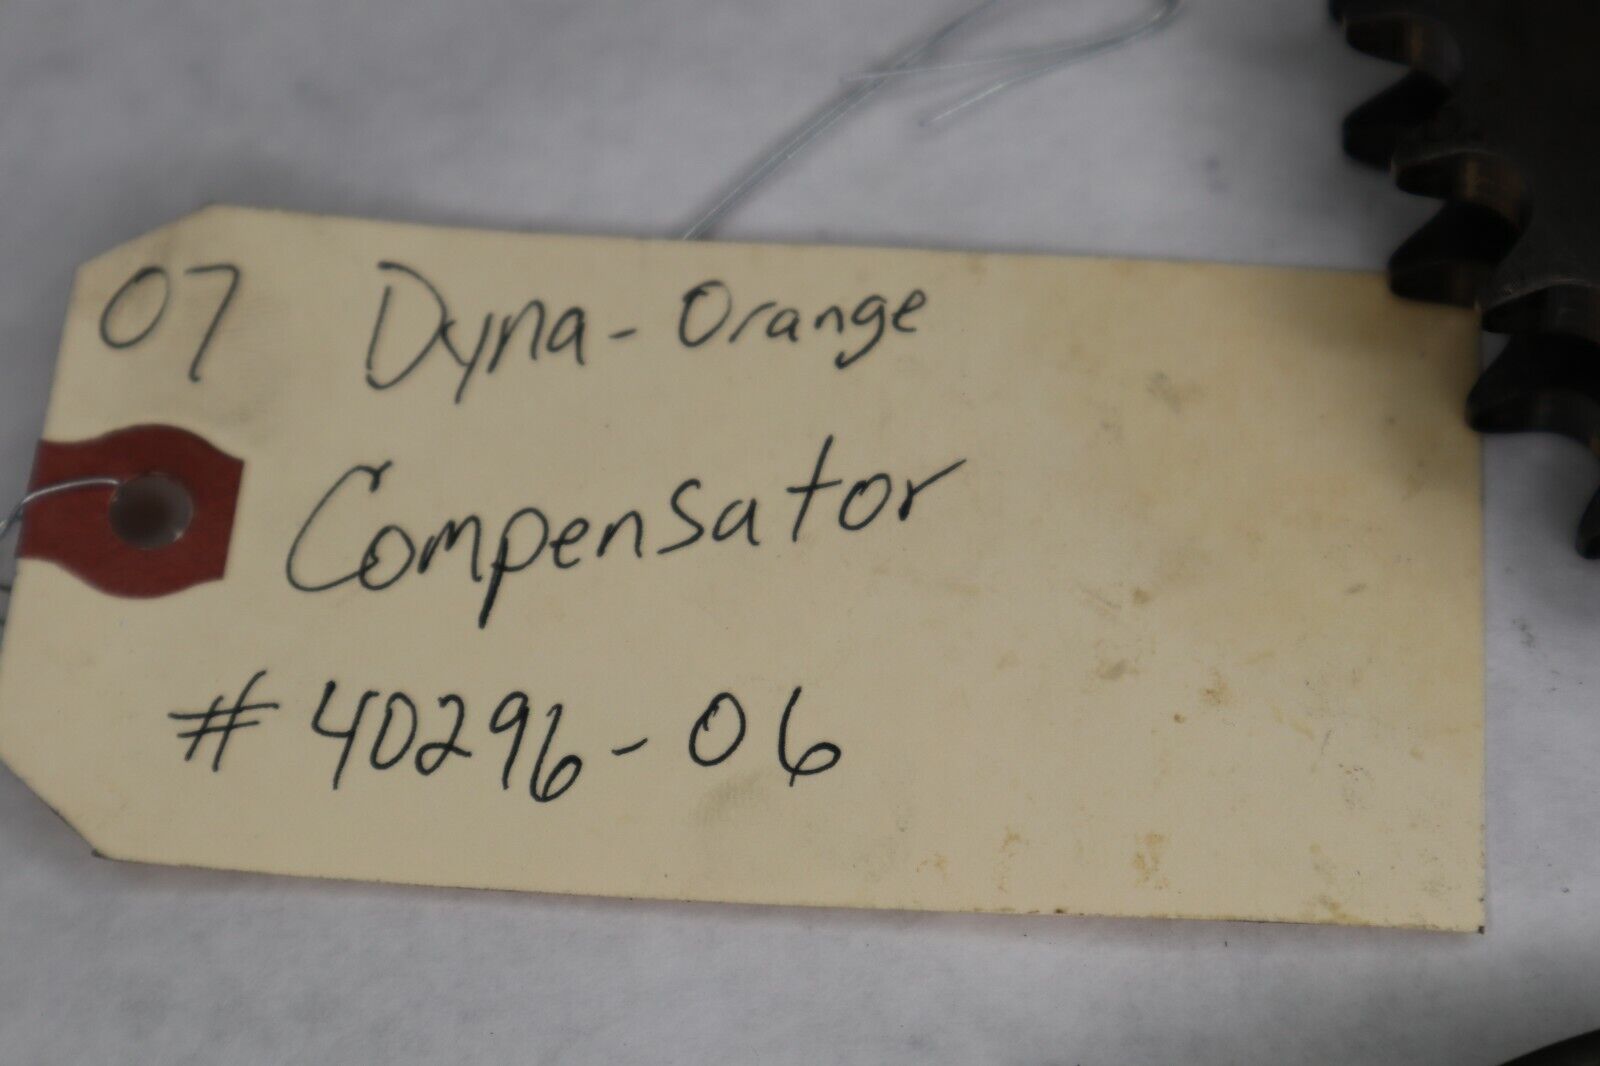 07 Dyna-Orange
Compensator
#40296-06